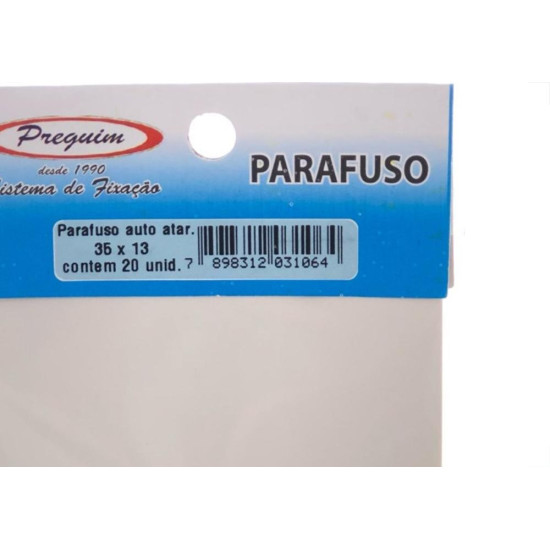 Preguim
desde 1990
Sistema de Fixação
PARAFUSO
Parafuso auto atar.
35 x 13
contem 20 unid.
7 898312 031064